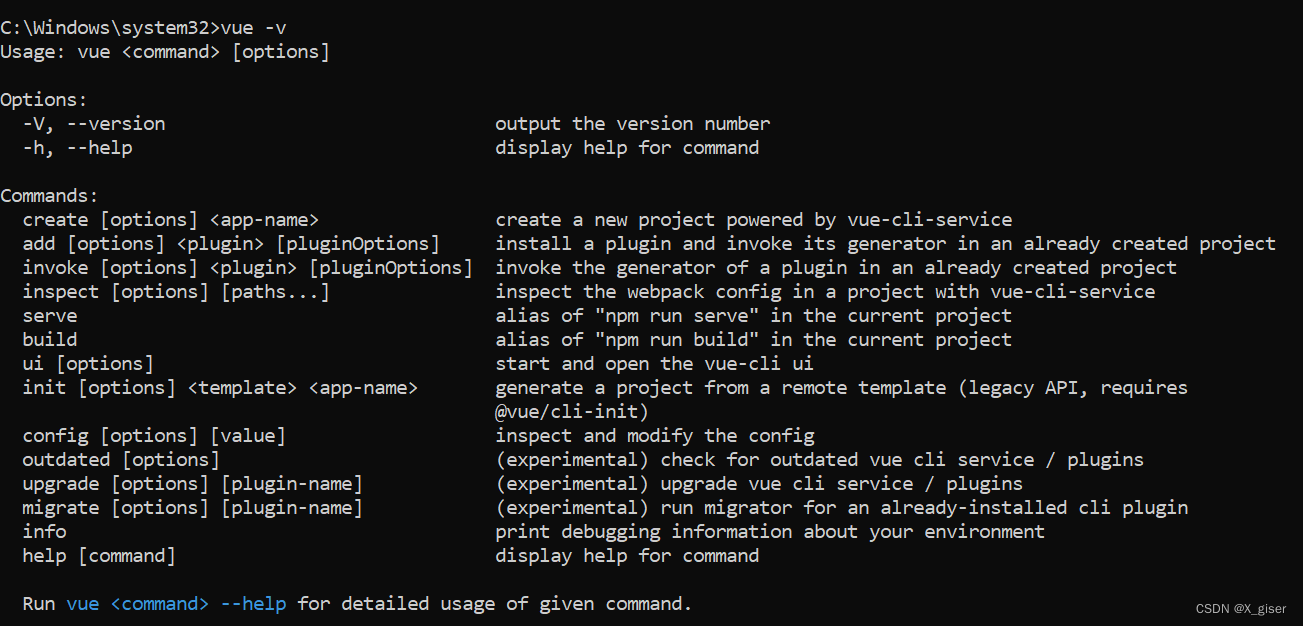 C:\Windows\system32>vue -v
Usage: vue <command> [options]
Options:
-V, --version output the version number
-h, --help display help for command
Commands:
create [options] <app-name> create a new project powered by vue-cli-service
add [options] <plugin> [pluginOptions] install a plugin and invoke its generator in an already created project
invoke [options] <plugin> [pluginOptions] invoke the generator of a plugin in an already created project
inspect [options] [paths...] inspect the webpack config in a project with vue-cli-service
serve alias of "npm run serve" in the current project
build alias of "npm run build" in the current project
ui [options] start and open the vue-cli ui
init [options] <template> <app-name> generate a project from a remote template (legacy API, requires
@vue/cli-init)
config [options] [value] inspect and modify the config
outdated [options] (experimental) check for outdated vue cli service / plugins
upgrade [options] [plugin-name] (experimental) upgrade vue cli service / plugins
migrate [options] [plugin-name] (experimental) run migrator for an already-installed cli plugin
info print debugging information about your environment
help [command] display help for command
Run vue <command> --help for detailed usage of given command.
CSDN @X_giser